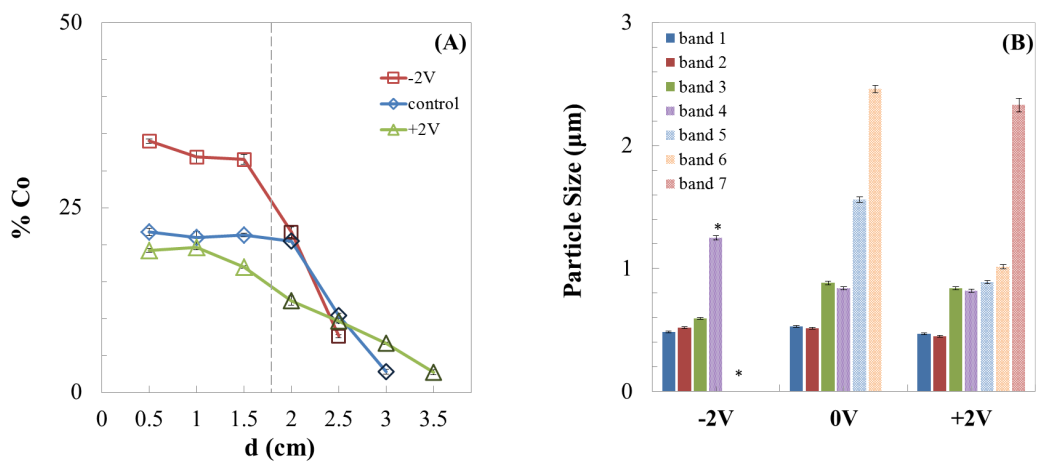 (A)
50
25
0
% Co
-2V
control
+2V
0 0.5 1 1.5 2 2.5 3 3.5
d (cm)
(B)
3
2
1
0
Particle Size (μm)
band 1
band 2
band 3
band 4
band 5
band 6
band 7
*
*
-2V 0V +2V